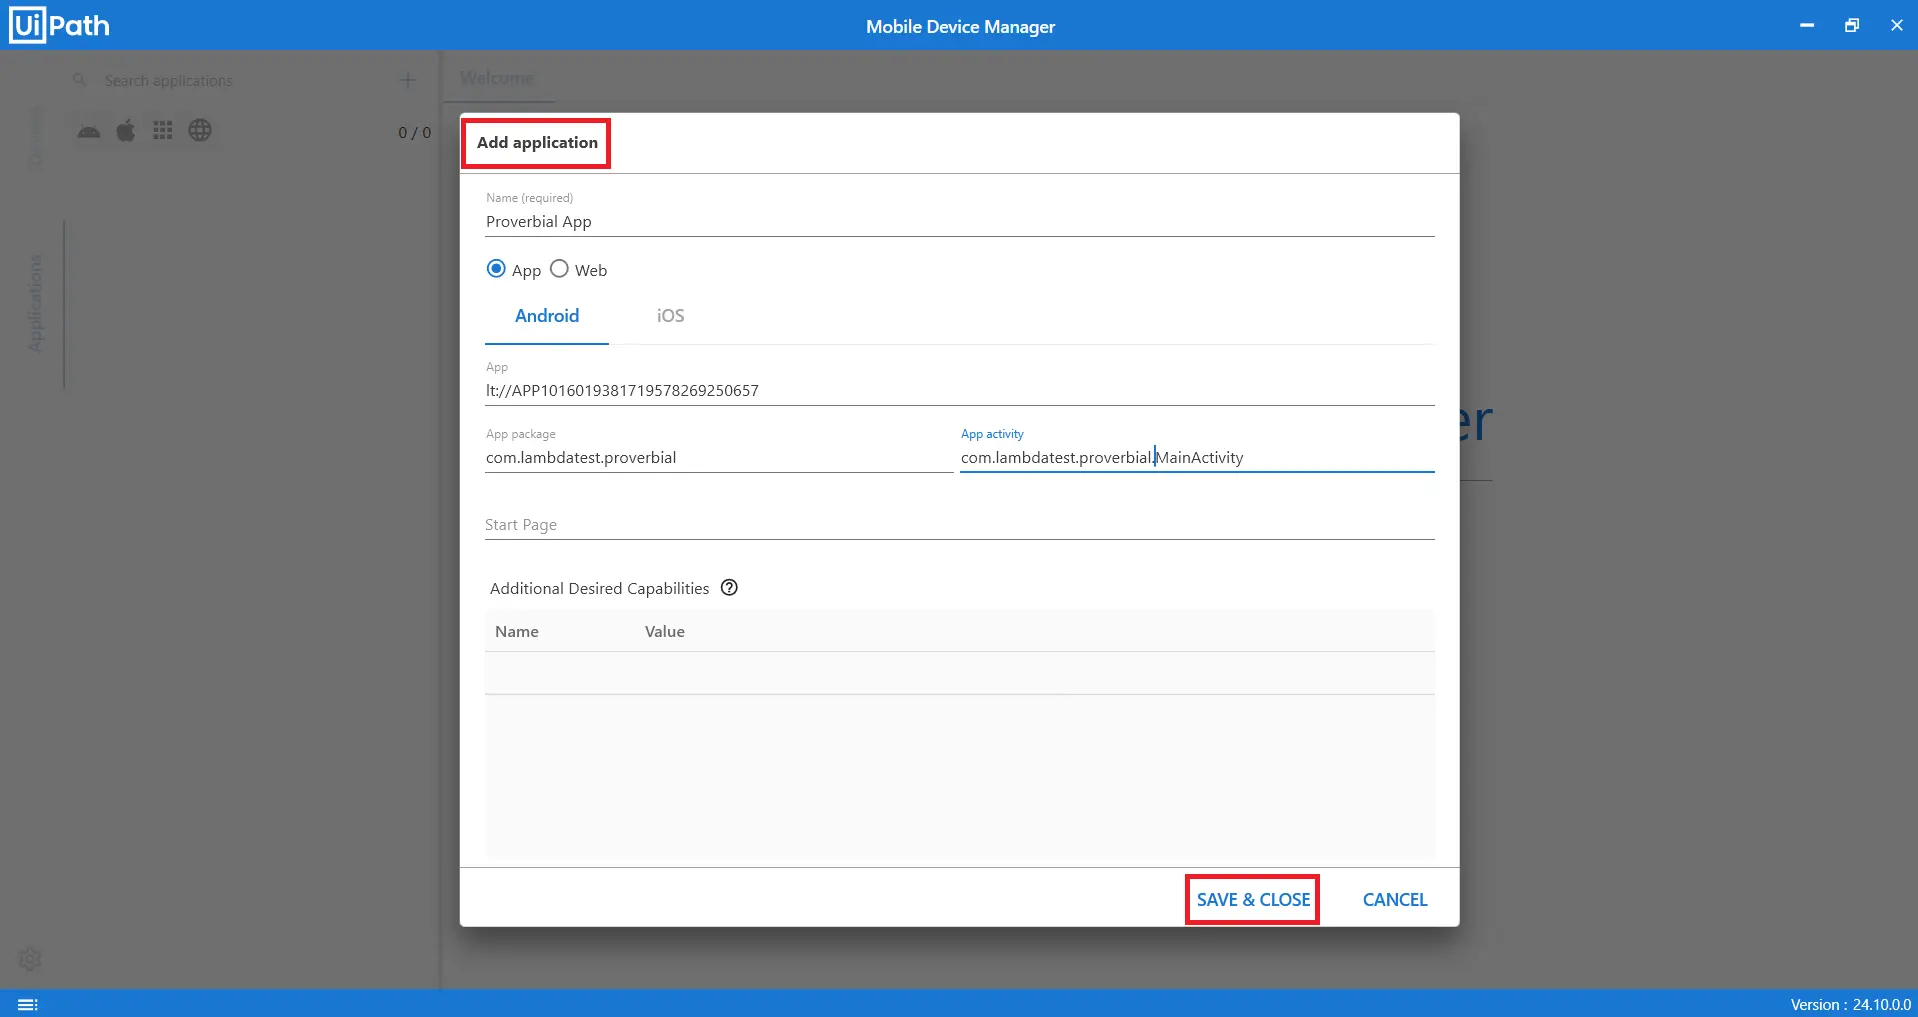 UiPath
Mobile Device Manager
Search applications
Welcome
0 / 0
Devices
Applications
er
Add application
Name (required)
Proverbial App
App
Web
Android
iOS
App
lt://APP1016019381719578269250657
App package
App activity
com.lambdatest.proverbial
com.lambdatest.proverbial.MainActivity
Start Page
Additional Desired Capabilities
Name
Value
SAVE & CLOSE
CANCEL
Version : 24.10.0.0